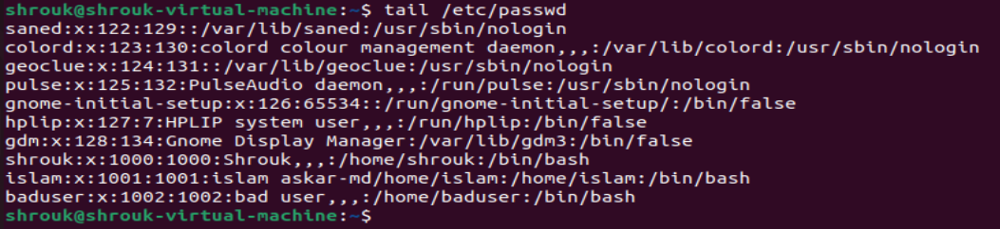 shrouk@shrouk-virtual-machine:~$ tail /etc/passwd
saned:x:122:129::/var/lib/saned:/usr/sbin/nologin
colord:x:123:130:colord colour management daemon,,,:/var/lib/colord:/usr/sbin/nologin
geoclue:x:124:131::/var/lib/geoclue:/usr/sbin/nologin
pulse:x:125:132:PulseAudio daemon,,,:/run/pulse:/usr/sbin/nologin
gnome-initial-setup:x:126:65534::/run/gnome-initial-setup/:/bin/false
hplip:x:127:7:HPLIP system user,,,:/run/hplip:/bin/false
gdm:x:128:134:Gnome Display Manager:/var/lib/gdm3:/bin/false
shrouk:x:1000:1000:Shrouk,,,:/home/shrouk:/bin/bash
islam:x:1001:1001:islam askar-md/home/islam:/home/islam:/bin/bash
baduser:x:1002:1002:bad user,,,:/home/baduser:/bin/bash
shrouk@shrouk-virtual-machine:~$